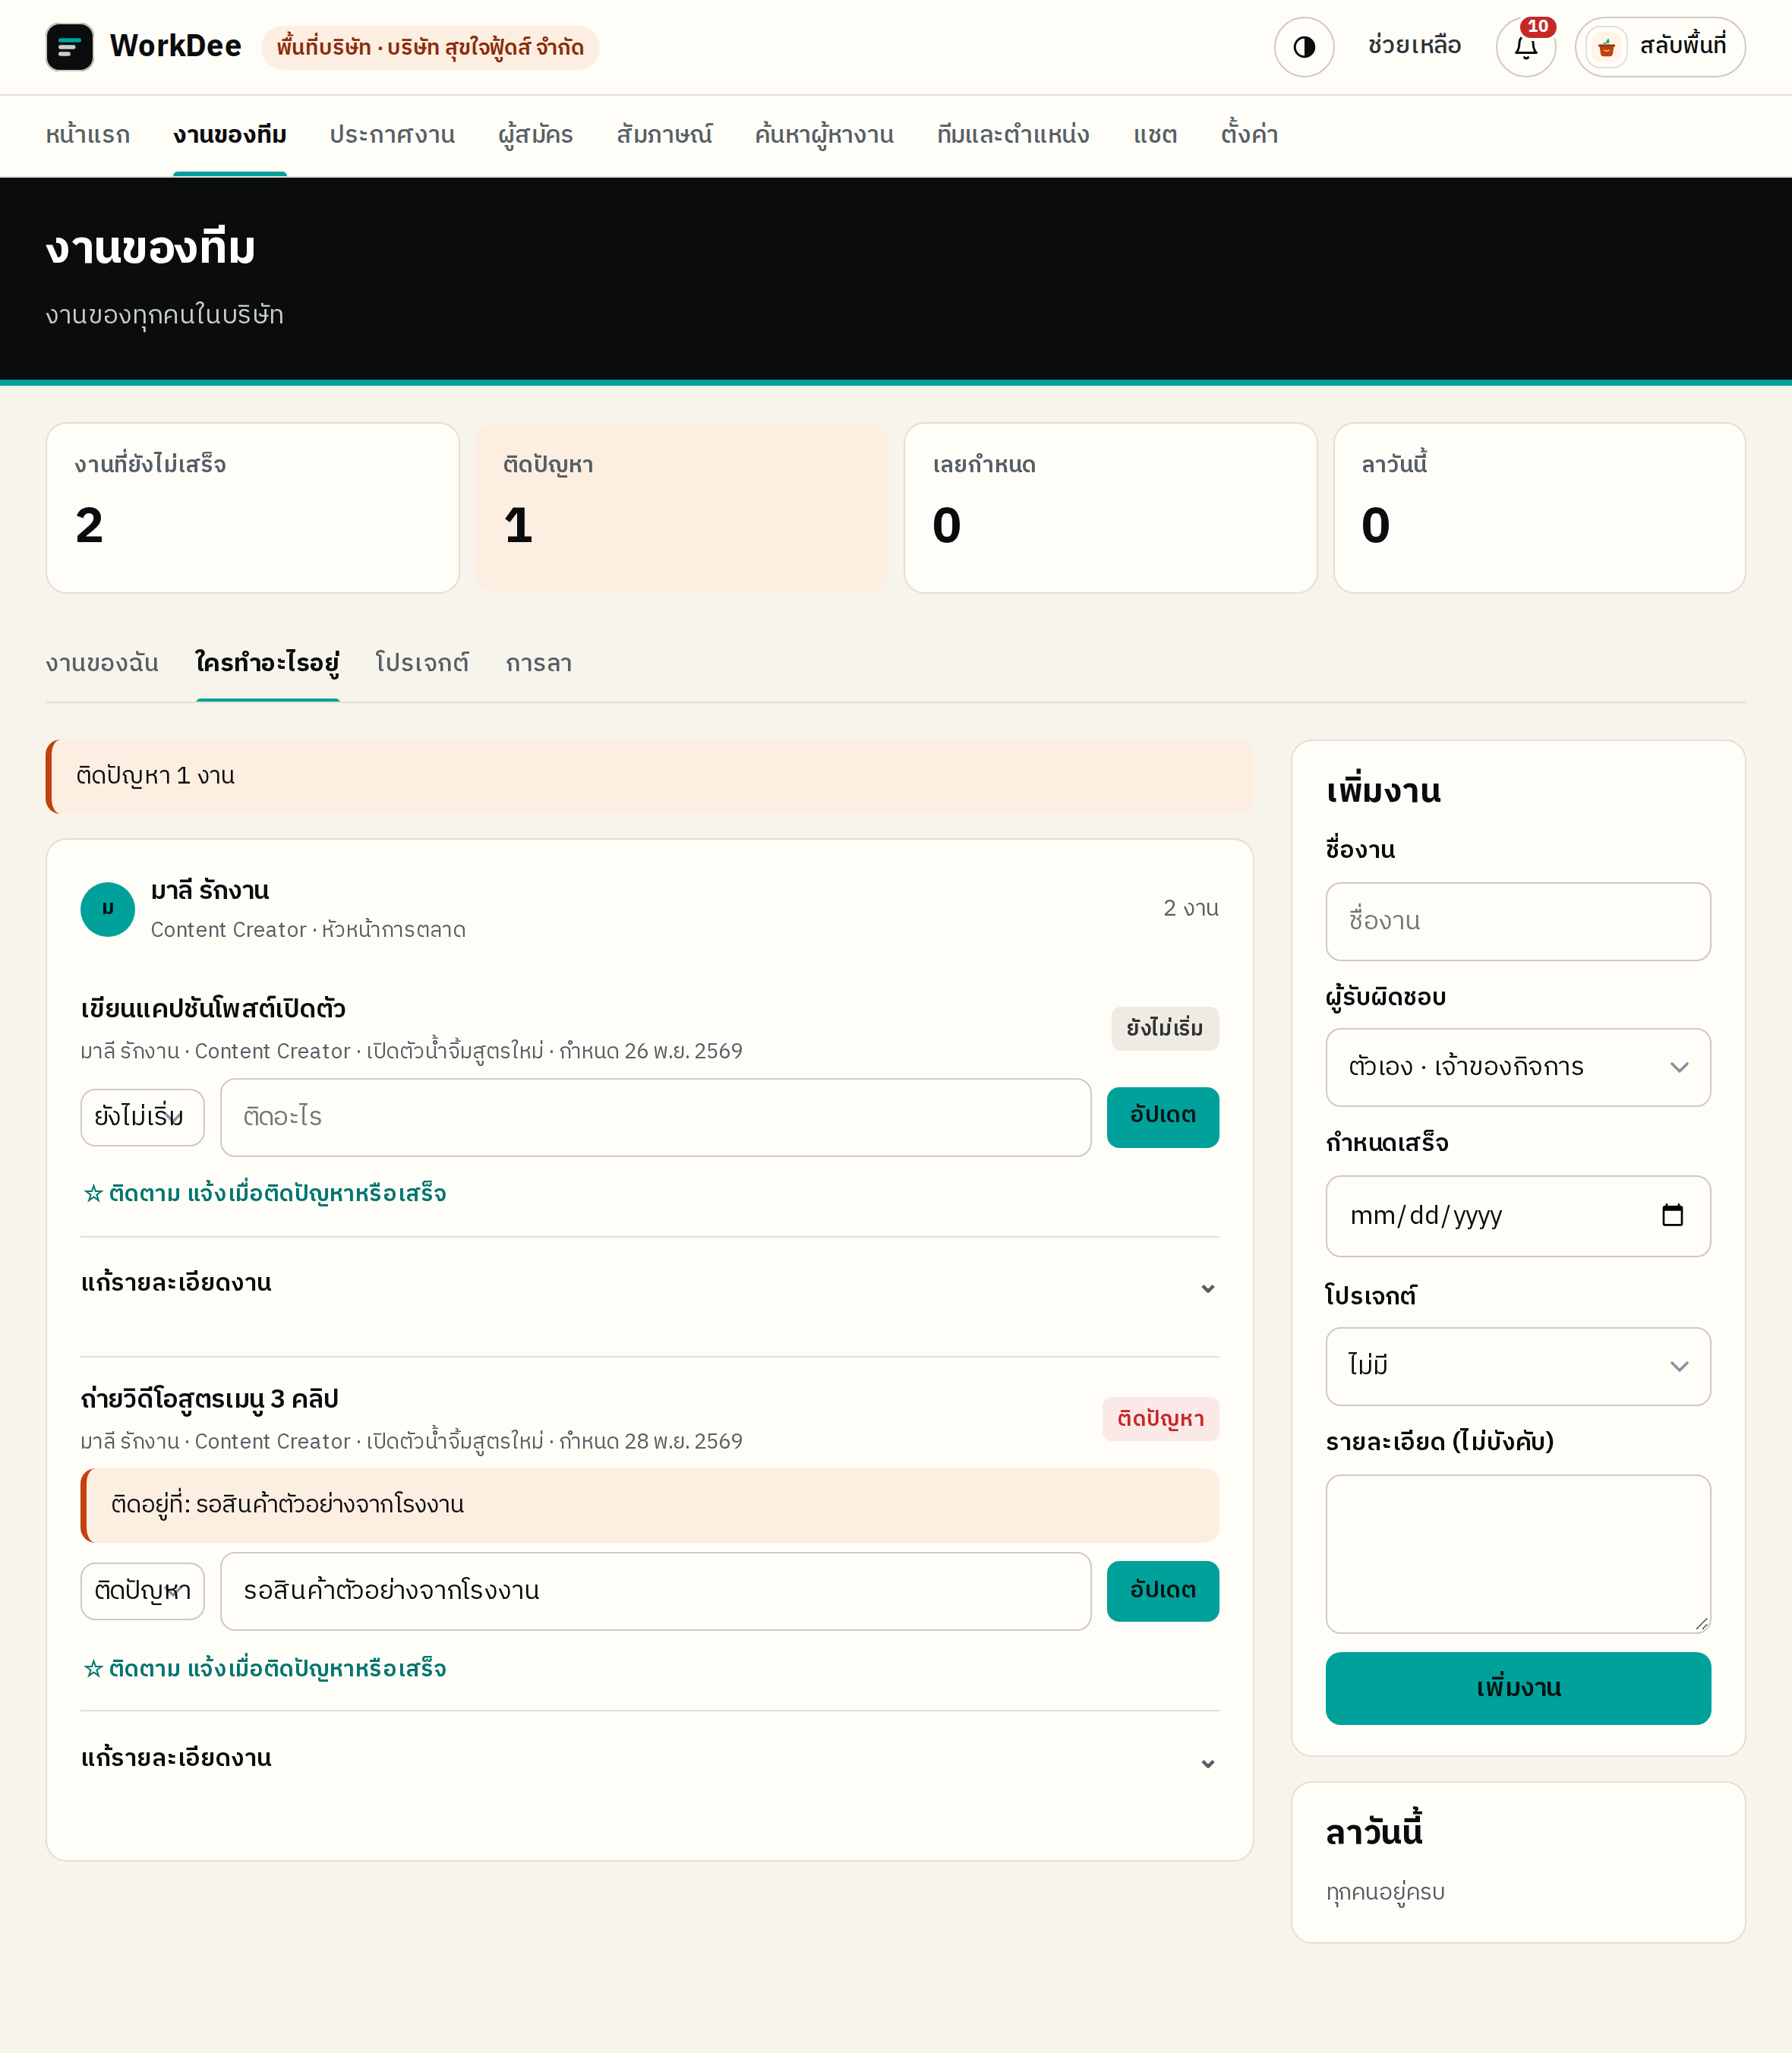 WorkDee
พื้นที่บริษัท · บริษัท สุขใจฟู้ดส์ จำกัด
ช่วยเหลือ
10
สลับพื้นที่
หน้าแรก
งานของทีม
ประกาศงาน
ผู้สมัคร
สัมภาษณ์
ค้นหาผู้หางาน
ทีมและตำแหน่ง
แชต
ตั้งค่า
งานของทีม
งานของทุกคนในบริษัท
งานที่ยังไม่เสร็จ
2
ติดปัญหา
1
เลยกำหนด
0
ลาวันนี้
0
งานของฉัน
ใครทำอะไรอยู่
โปรเจกต์
การลา
ติดปัญหา 1 งาน
ม
มาลี รักงาน
Content Creator · หัวหน้าการตลาด
2 งาน
เขียนแคปชันโพสต์เปิดตัว
มาลี รักงาน · Content Creator · เปิดตัวน้ำจิ้มสูตรใหม่ · กำหนด 26 พ.ย. 2569
ยังไม่เริ่ม
ยังไม่เริ่ม
ติดอะไร
อัปเดต
☆ ติดตาม แจ้งเมื่อติดปัญหาหรือเสร็จ
แก้รายละเอียดงาน
ถ่ายวิดีโอสูตรเมนู 3 คลิป
มาลี รักงาน · Content Creator · เปิดตัวน้ำจิ้มสูตรใหม่ · กำหนด 28 พ.ย. 2569
ติดปัญหา
ติดอยู่ที่: รอสินค้าตัวอย่างจากโรงงาน
ติดปัญหา
รอสินค้าตัวอย่างจากโรงงาน
อัปเดต
☆ ติดตาม แจ้งเมื่อติดปัญหาหรือเสร็จ
แก้รายละเอียดงาน
เพิ่มงาน
ชื่องาน
ชื่องาน
ผู้รับผิดชอบ
ตัวเอง · เจ้าของกิจการ
กำหนดเสร็จ
mm/dd/yyyy
โปรเจกต์
ไม่มี
รายละเอียด (ไม่บังคับ)
เพิ่มงาน
ลาวันนี้
ทุกคนอยู่ครบ